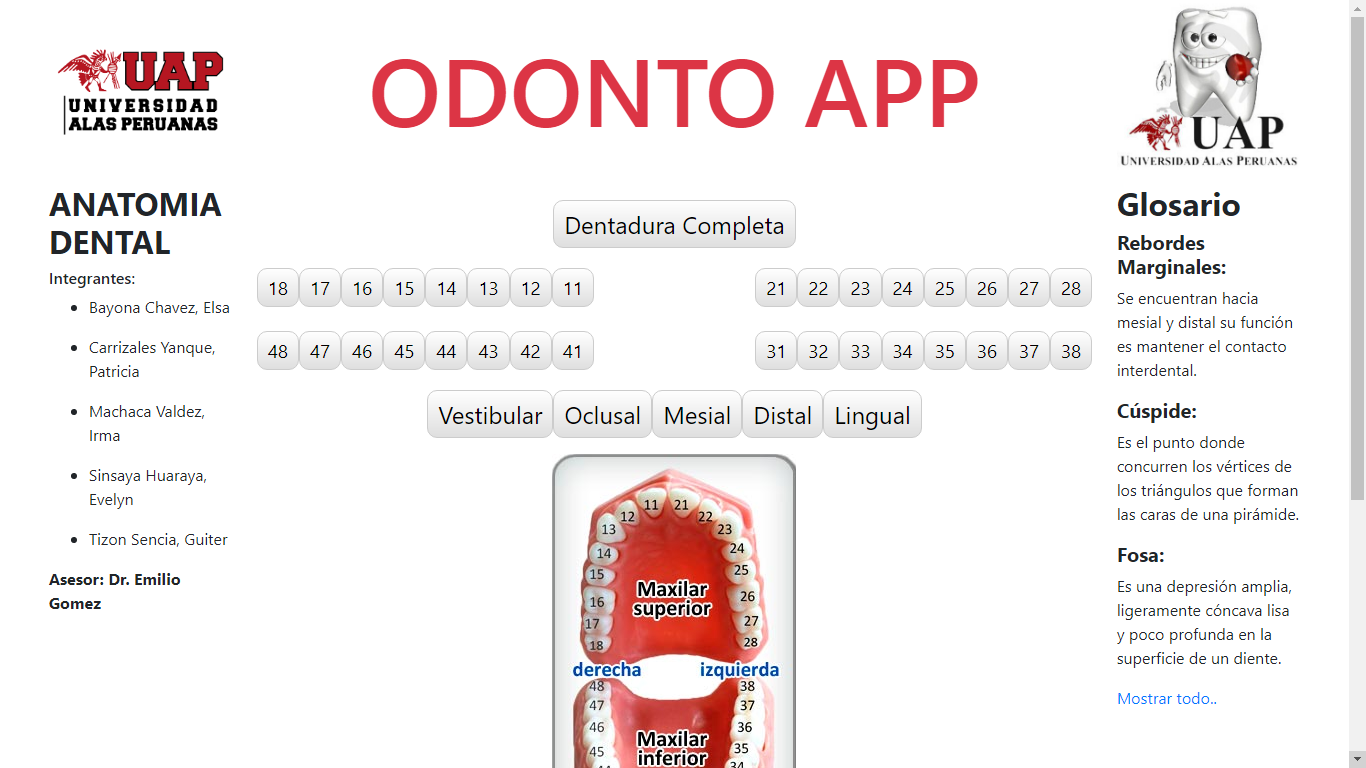 UAP
UNIVERSIDAD
ALAS PERUANAS
ODONTO APP
UAP
UNIVERSIDAD ALAS PERUANAS
ANATOMIA
DENTAL
Integrantes:
Bayona Chavez, Elsa
Carrizales Yanque,
Patricia
Machaca Valdez,
Irma
Sinsaya Huaraya,
Evelyn
Tizon Sencia, Guiter
Asesor: Dr. Emilio
Gomez
Dentadura Completa
18 17 16 15 14 13 12 11 21 22 23 24 25 26 27 28
48 47 46 45 44 43 42 41 31 32 33 34 35 36 37 38
Vestibular Oclusal Mesial Distal Lingual
11 21
12 22
13 23
14 24
15 25
Maxilar
superior
16 26
17 27
18 28
derecha izquierda
48 38
47 37
46 36
Maxilar
inferior
45 35
44 34
Glosario
Rebordes
Marginales:
Se encuentran hacia
mesial y distal su función
es mantener el contacto
interdental.
Cúspide:
Es el punto donde
concurren los vértices de
los triángulos que forman
las caras de una pirámide.
Fosa:
Es una depresión amplia,
ligeramente cóncava lisa
y poco profunda en la
superficie de un diente.
Mostrar todo..